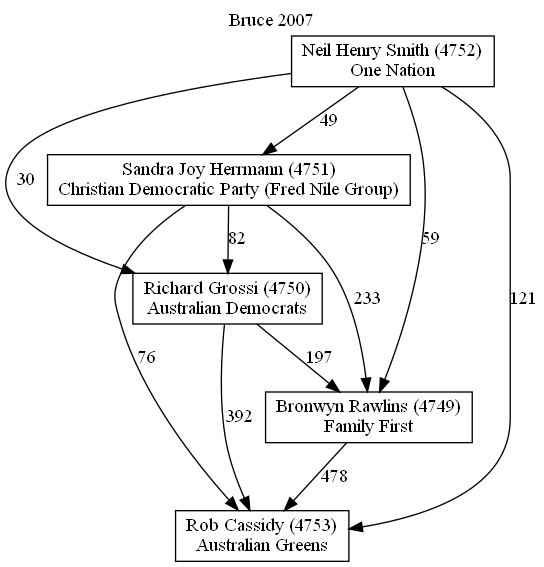 Bruce 2007
Neil Henry Smith (4752)
One Nation
49
Sandra Joy Herrmann (4751)
Christian Democratic Party (Fred Nile Group)
30
82
59
Richard Grossi (4750)
Australian Democrats
233
121
76
197
Bronwyn Rawlins (4749)
Family First
392
478
Rob Cassidy (4753)
Australian Greens